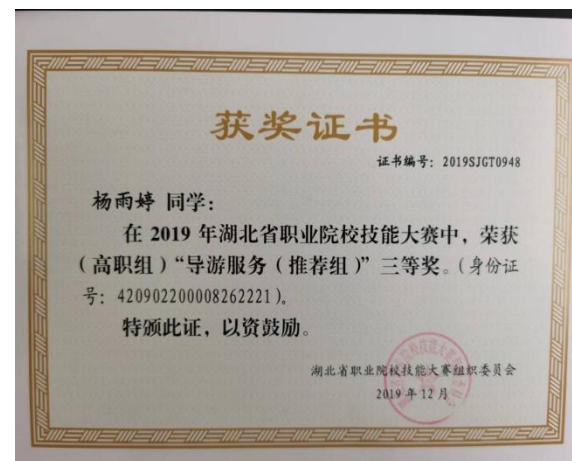 获奖证书
证书编号：2019SJGT0948
杨雨婷 同学：
在 2019 年湖北省职业院校技能大赛中，荣获
（高职组）“导游服务（推荐组）”三等奖。（身份证
号：420902200008262221）。
特颁此证，以资鼓励。
湖北省职业院校技能大赛组织委员会
2019 年 12 月